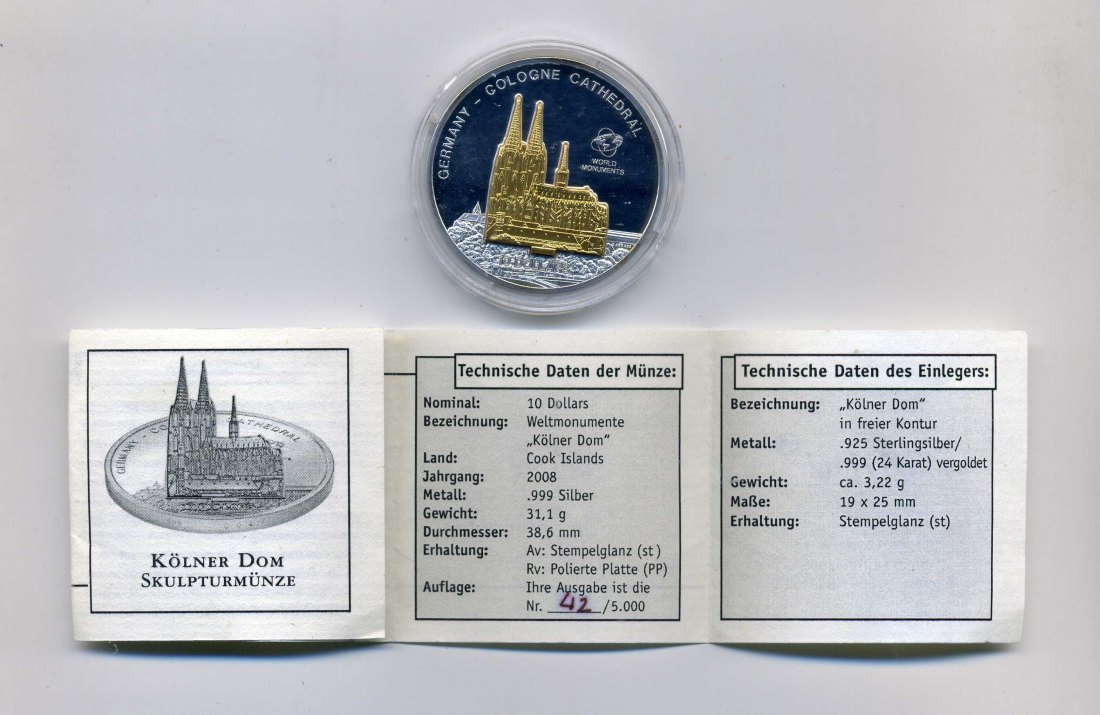 GERMANY - COLOGNE CATHEDRAL
WORLD
MONUMENTS
10 DOLLARS
GERMANY - CO
CATHEDRAL
KÖLNER DOM
SKULPTURMÜNZE
Technische Daten der Münze:
Nominal: 10 Dollars
Bezeichnung: Weltmonumente
„Kölner Dom“
Land: Cook Islands
Jahrgang: 2008
Metall: .999 Silber
Gewicht: 31,1 g
Durchmesser: 38,6 mm
Erhaltung: Av: Stempelglanz (st )
Rv: Polierte Platte (PP)
Auflage: Ihre Ausgabe ist die
Nr. 42 /5.000
Technische Daten des Einlegers:
Bezeichnung: „Kölner Dom“
in freier Kontur
Metall: .925 Sterlingsilber/
.999 (24 Karat) vergoldet
Gewicht: ca. 3,22 g
Maße: 19 x 25 mm
Erhaltung: Stempelglanz (st)